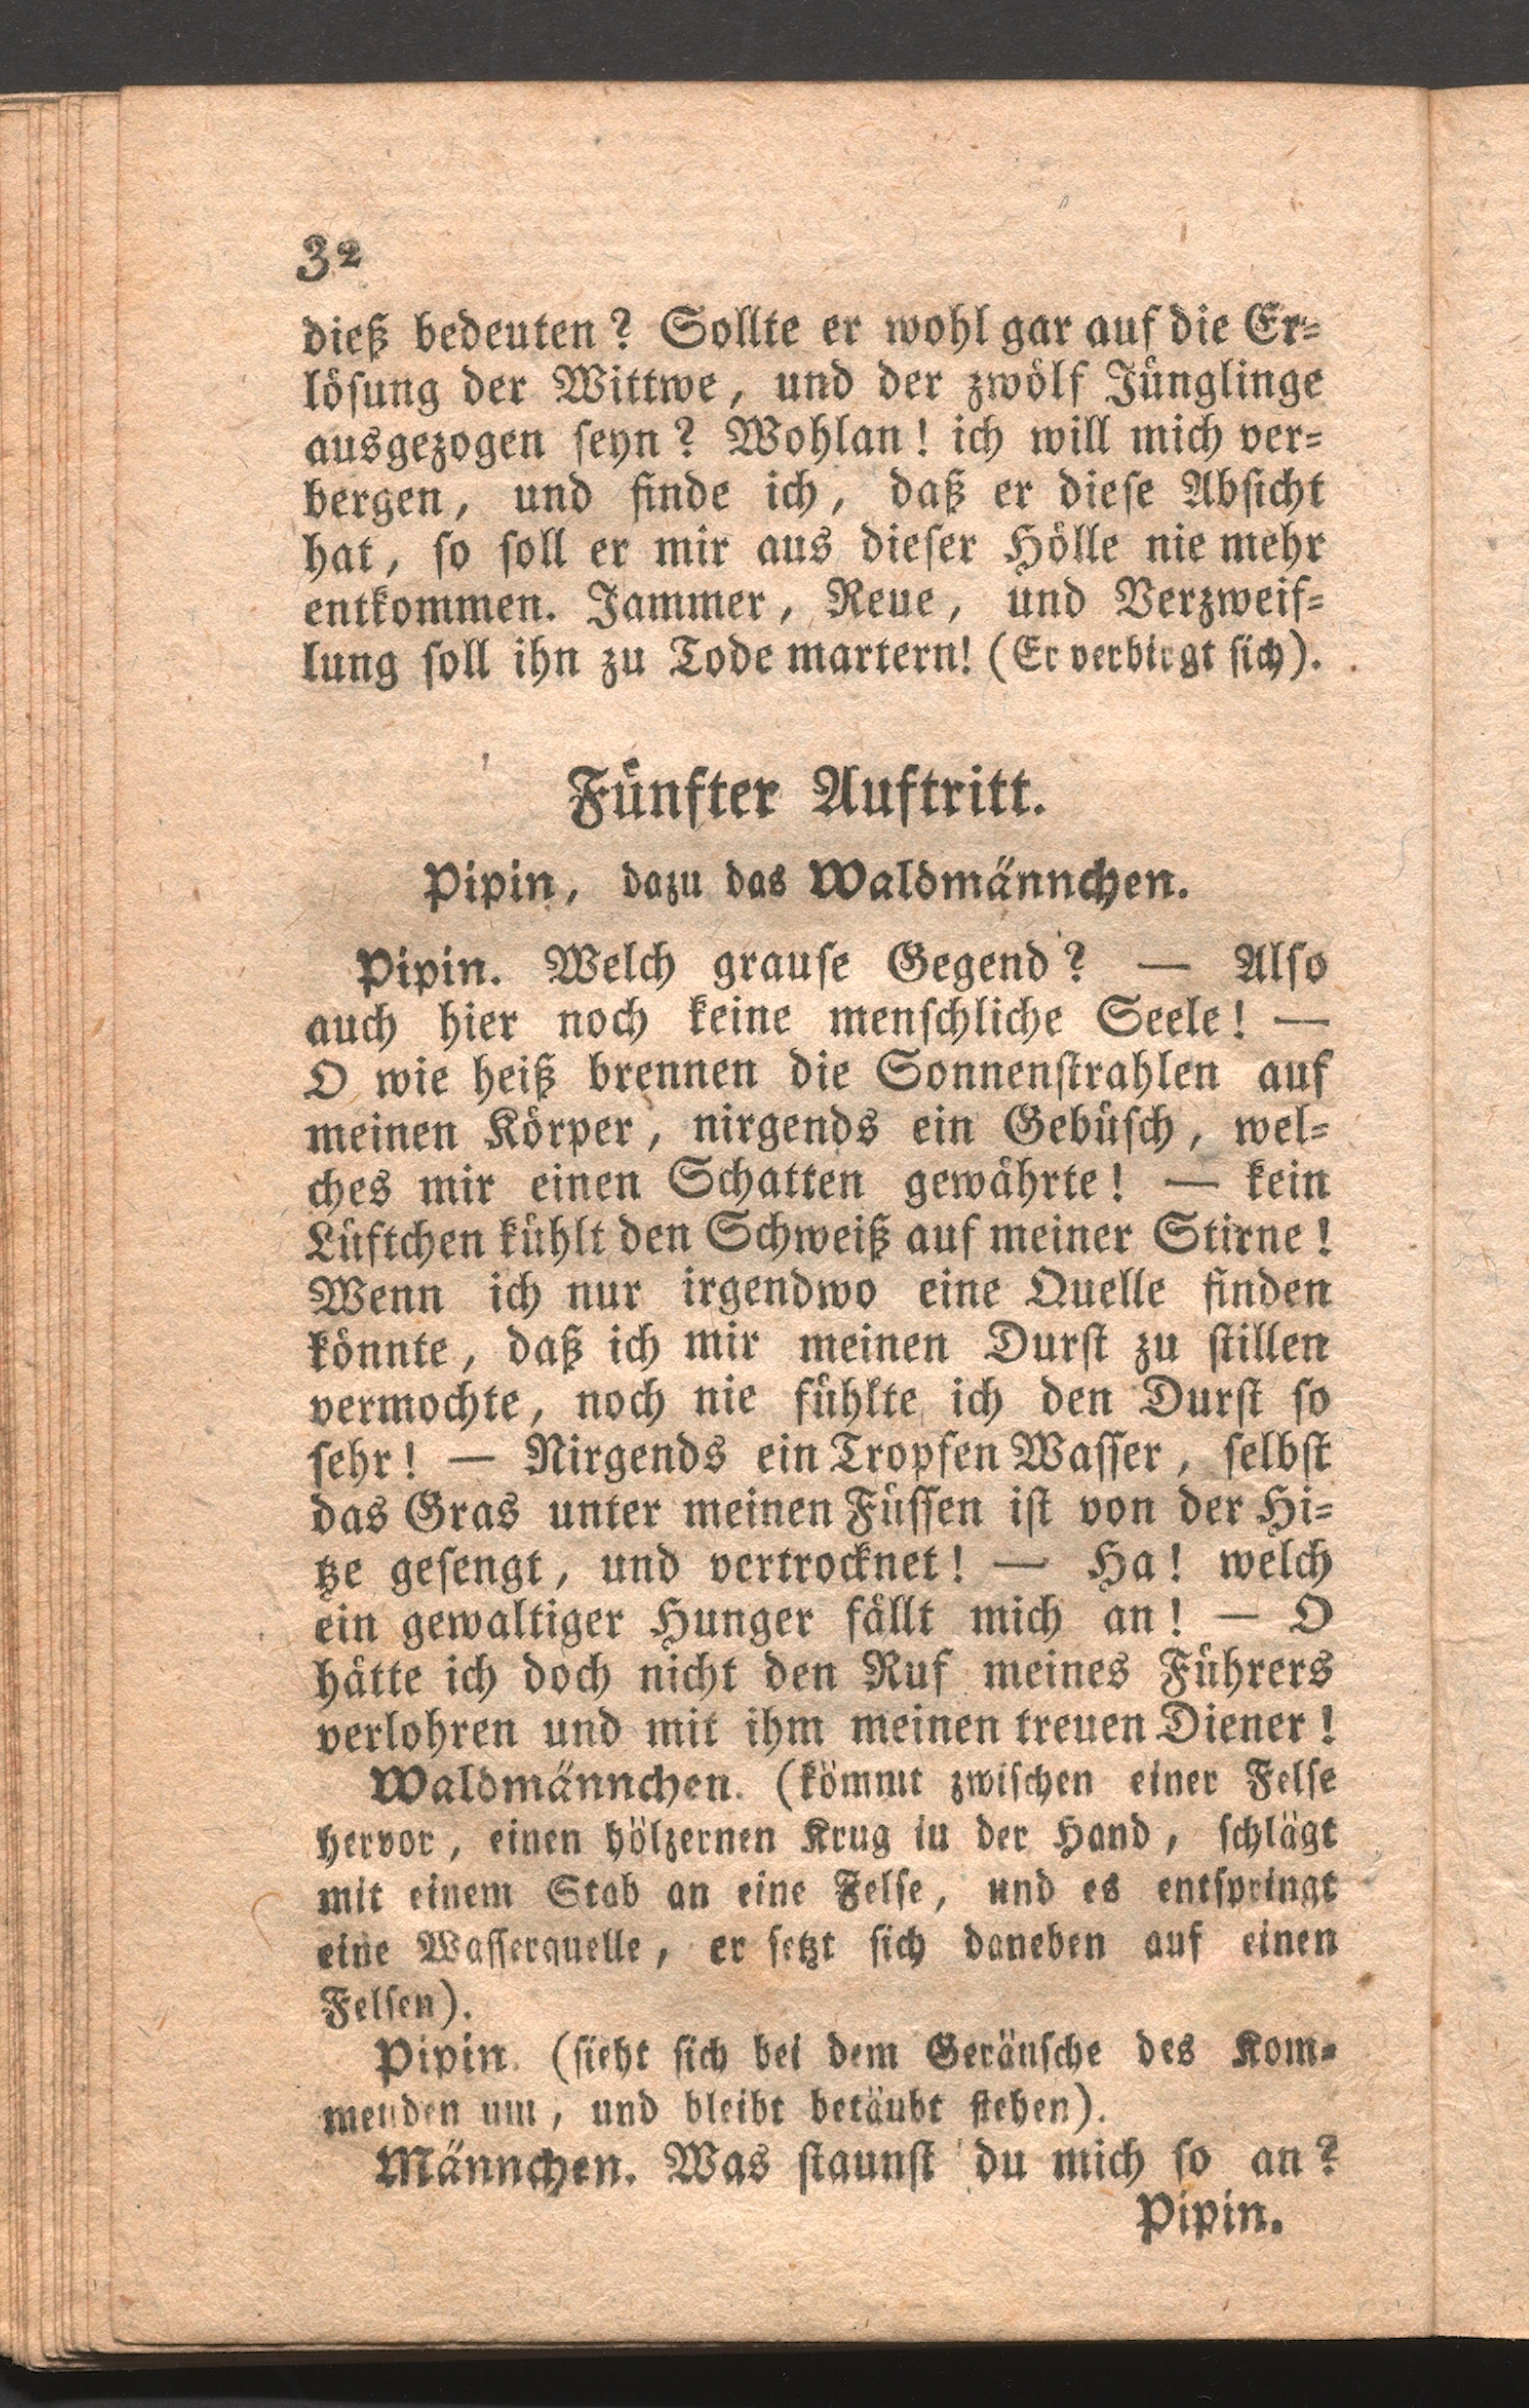 32
dieß bedeuten? Sollte er wohl gar auf die Er=
lösung der Wittwe, und der zwölf Jünglinge
ausgezogen seyn? Wohlan! ich will mich ver=
bergen, und finde ich, daß er diese Absicht
hat, so soll er mir aus dieser Hölle nie mehr
entkommen. Jammer, Reue, und Verzweif=
lung soll ihn zu Tode martern! (Er verbirgt sich).
Fünfter Auftritt.
Pipin, dazu das Waldmännchen.
Pipin. Welch grause Gegend? — Also
auch hier noch keine menschliche Seele! —
O wie heiß brennen die Sonnenstrahlen auf
meinen Körper, nirgends ein Gebüsch, wel=
ches mir einen Schatten gewährte! — kein
Lüftchen kühlt den Schweiß auf meiner Stirne!
Wenn ich nur irgendwo eine Quelle finden
könnte, daß ich mir meinen Durst zu stillen
vermochte, noch nie fühlte ich den Durst so
sehr! — Nirgends ein Tropfen Wasser, selbst
das Gras unter meinen Füssen ist von der Hi=
tze gesengt, und vertrocknet! — Ha! welch
ein gewaltiger Hunger fällt mich an! — O
hätte ich doch nicht den Ruf meines Führers
verlohren und mit ihm meinen treuen Diener!
Waldmännchen. (kömmt zwischen einer Felse
hervor, einen hölzernen Krug in der Hand, schlägt
mit einem Stab an eine Felse, und es entspringt
eine Wasserquelle, er setzt sich daneben auf einen
Felsen).
Pipin. (sieht sich bei dem Geräusche des Kom=
menden um, und bleibt betäubt stehen).
Männchen. Was staunst du mich so an?
Pipin.